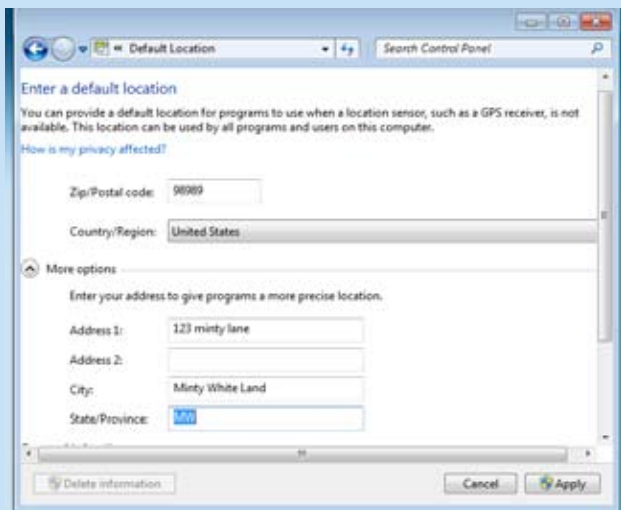 « Default Location
Search Control Panel
Enter a default location
You can provide a default location for programs to use when a location sensor, such as a GPS receiver, is not
available. This location can be used by all programs and users on this computer.
How is my privacy affected?
Zip/Postal code: 98989
Country/Region: United States
More options
Enter your address to give programs a more precise location.
Address 1: 123 minty lane
Address 2:
City: Minty White Land
State/Province: MW
Delete information
Cancel
Apply